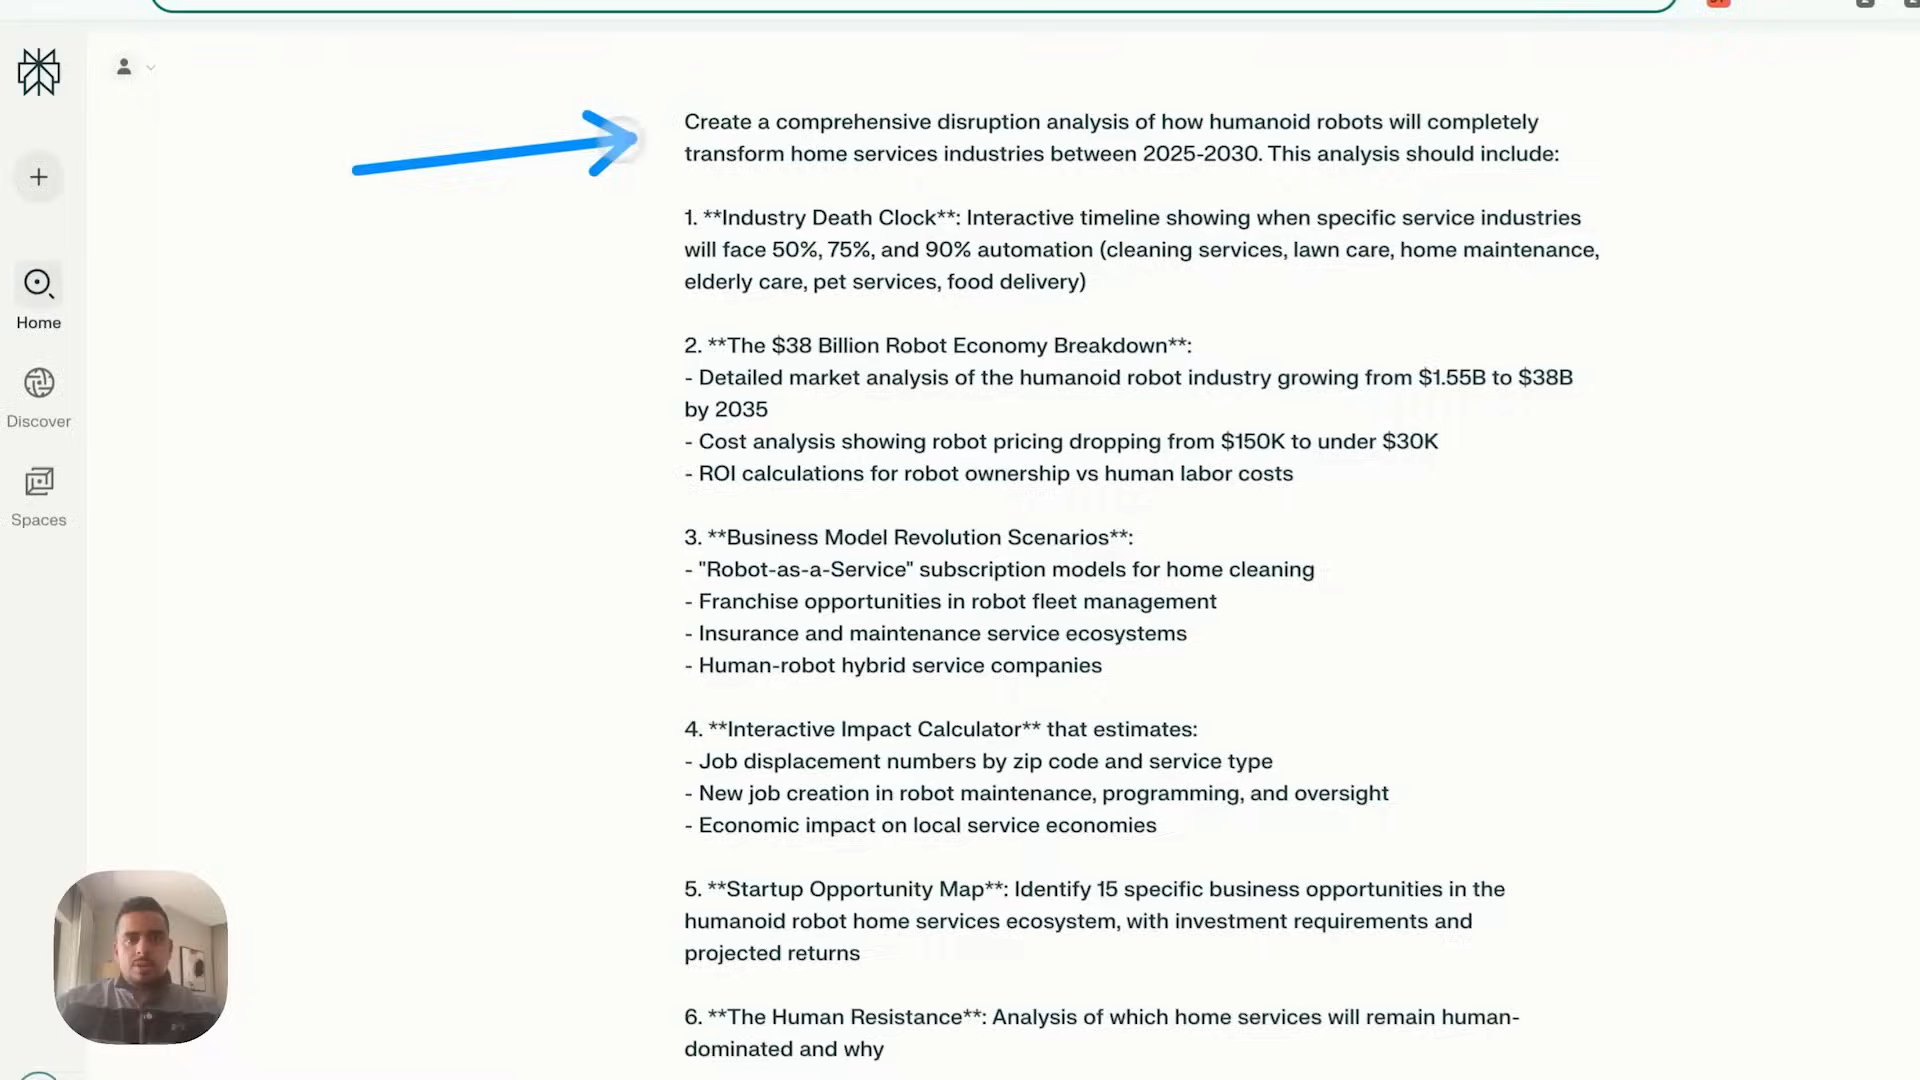 Create a comprehensive disruption analysis of how humanoid robots will completely
transform home services industries between 2025-2030. This analysis should include:
1. **Industry Death Clock**: Interactive timeline showing when specific service industries
will face 50%, 75%, and 90% automation (cleaning services, lawn care, home maintenance,
elderly care, pet services, food delivery)
2. **The $38 Billion Robot Economy Breakdown**:
- Detailed market analysis of the humanoid robot industry growing from $1.55B to $38B
by 2035
- Cost analysis showing robot pricing dropping from $150K to under $30K
- ROI calculations for robot ownership vs human labor costs
3. **Business Model Revolution Scenarios**:
- "Robot-as-a-Service" subscription models for home cleaning
- Franchise opportunities in robot fleet management
- Insurance and maintenance service ecosystems
- Human-robot hybrid service companies
4. **Interactive Impact Calculator** that estimates:
- Job displacement numbers by zip code and service type
- New job creation in robot maintenance, programming, and oversight
- Economic impact on local service economies
5. **Startup Opportunity Map**: Identify 15 specific business opportunities in the
humanoid robot home services ecosystem, with investment requirements and
projected returns
6. **The Human Resistance**: Analysis of which home services will remain human-
dominated and why
Home
Discover
Spaces